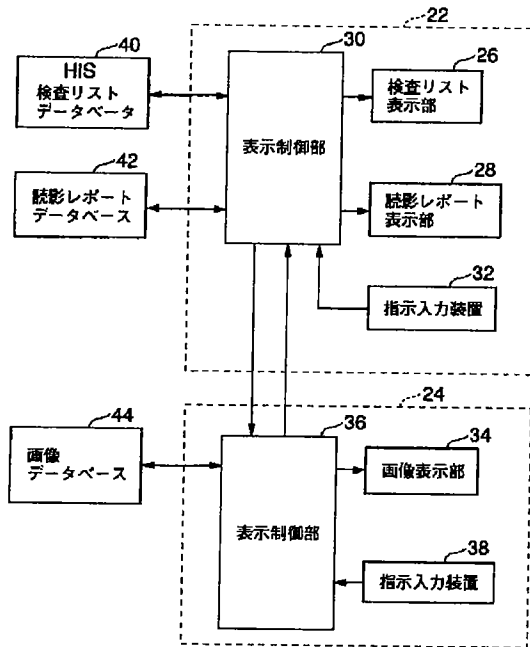 22
40
HIS
検査リスト
データベータ
30
表示制御部
26
検査リスト
表示部
42
読影レポート
データベース
28
読影レポート
表示部
32
指示入力装置
24
44
画像
データベース
36
表示制御部
34
画像表示部
38
指示入力装置